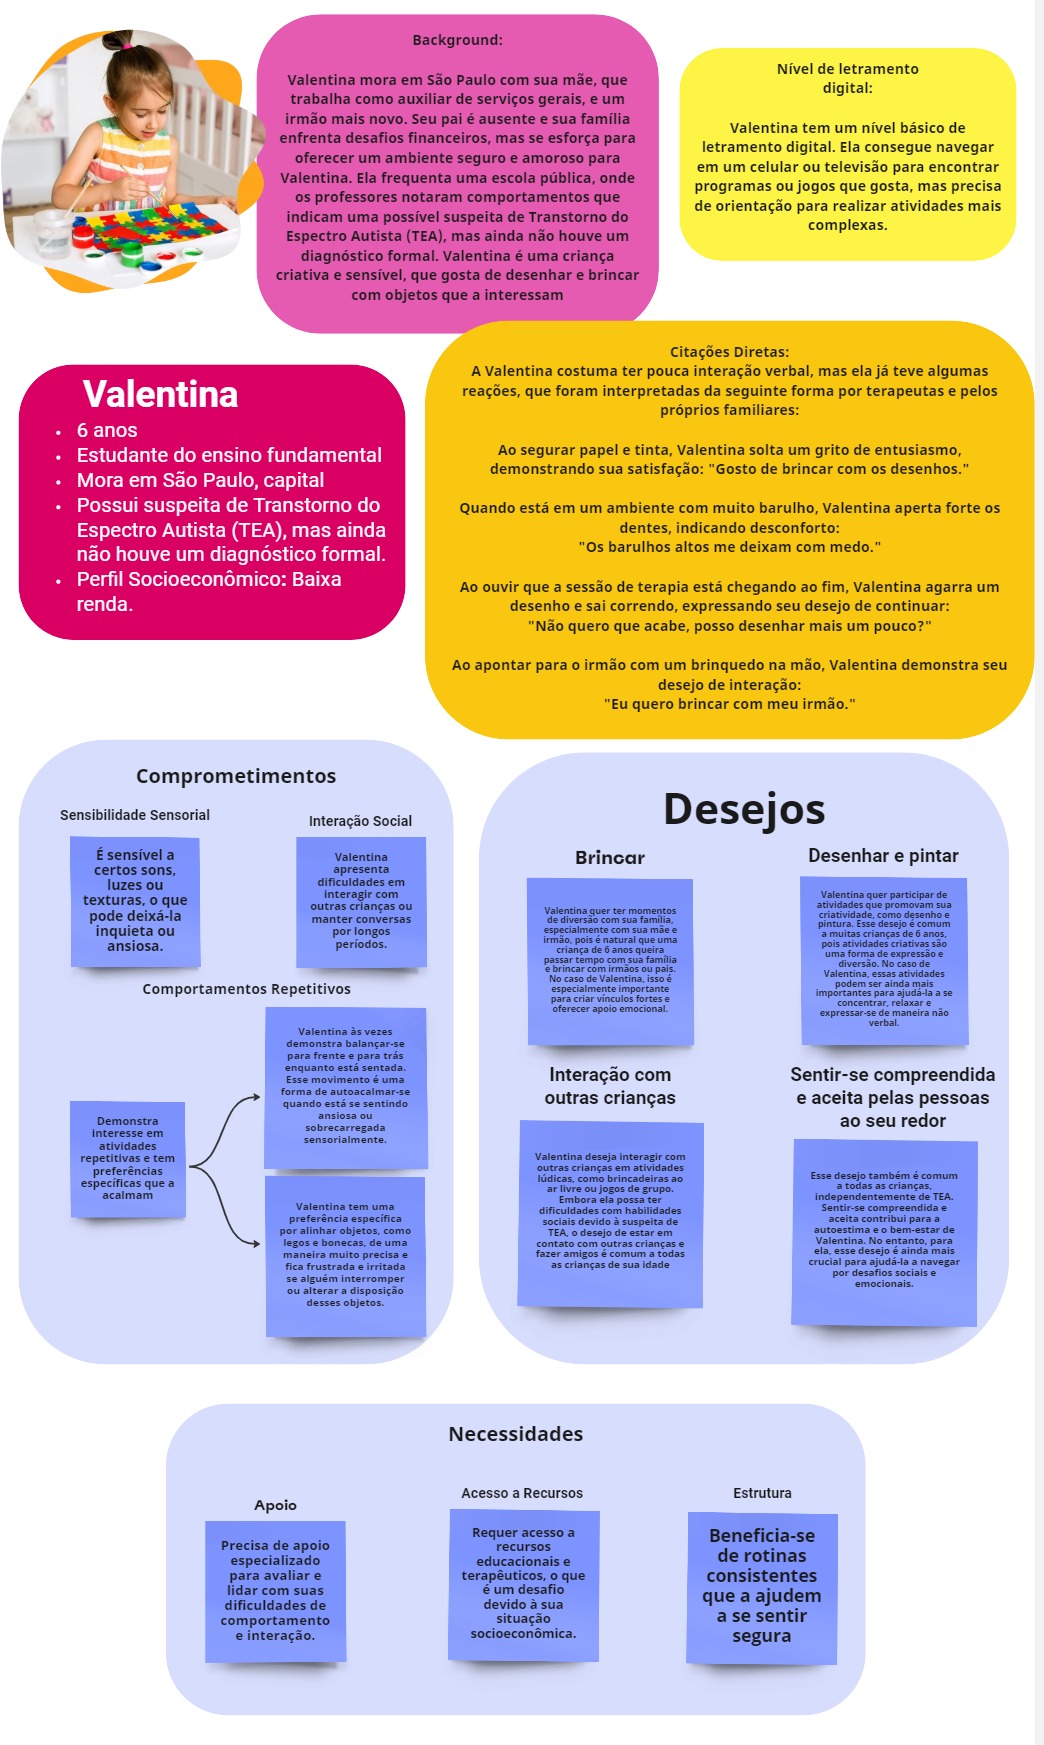 Background:
Valentina mora em São Paulo com sua mãe, que
trabalha como auxiliar de serviços gerais, e um
irmão mais novo. Seu pai é ausente e sua família
enfrenta desafios financeiros, mas se esforça para
oferecer um ambiente seguro e amoroso para
Valentina. Ela frequenta uma escola pública, onde
os professores notaram comportamentos que
indicam uma possível suspeita de Transtorno do
Espectro Autista (TEA), mas ainda não houve um
diagnóstico formal. Valentina é uma criança
criativa e sensível, que gosta de desenhar e brincar
com objetos que a interessam
Nível de letramento
digital:
Valentina tem um nível básico de
letramento digital. Ela consegue navegar
em um celular ou televisão para encontrar
programas ou jogos que gosta, mas precisa
de orientação para realizar atividades mais
complexas.
Valentina
• 6 anos
• Estudante do ensino fundamental
• Mora em São Paulo, capital
• Possui suspeita de Transtorno do
Espectro Autista (TEA), mas ainda
não houve um diagnóstico formal.
• Perfil Socioeconômico: Baixa
renda.
Citações Diretas:
A Valentina costuma ter pouca interação verbal, mas ela já teve algumas
reações, que foram interpretadas da seguinte forma por terapeutas e pelos
próprios familiares:
Ao segurar papel e tinta, Valentina solta um grito de entusiasmo,
demonstrando sua satisfação: "Gosto de brincar com os desenhos."
Quando está em um ambiente com muito barulho, Valentina aperta forte os
dentes, indicando desconforto:
"Os barulhos altos me deixam com medo."
Ao ouvir que a sessão de terapia está chegando ao fim, Valentina agarra um
desenho e sai correndo, expressando seu desejo de continuar:
"Não quero que acabe, posso desenhar mais um pouco?"
Ao apontar para o irmão com um brinquedo na mão, Valentina demonstra seu
desejo de interação:
"Eu quero brincar com meu irmão."
Comprometimentos
Sensibilidade Sensorial
É sensível a
certos sons,
luzes ou
texturas, o que
pode deixá-la
inquieta ou
ansiosa.
Interação Social
Valentina
apresenta
dificuldades em
interagir com
outras crianças ou
manter conversas
por longos
períodos.
Comportamentos Repetitivos
Demonstra
interesse em
atividades
repetitivas e tem
preferências
específicas que a
acalmam
Valentina às vezes
demonstra balançar-se
para frente e para trás
enquanto está sentada.
Esse movimento é uma
forma de autoacalmar-se
quando está se sentindo
ansiosa ou
sobrecarregada
sensorialmente.
Valentina tem uma
preferência específica
por alinhar objetos, como
legos e bonecas, de uma
maneira muito precisa e
fica frustrada e irritada
se alguém interromper
ou alterar a disposição
desses objetos.
Desejos
Brincar
Valentina quer ter momentos
de diversão com sua família,
especialmente com sua mãe e
irmão, pois é natural que uma
criança de 6 anos queira
passar tempo com sua família
e brincar com irmãos ou pais.
No caso de Valentina, isso é
especialmente importante
para criar vínculos fortes e
oferecer apoio emocional.
Desenhar e pintar
Valentina quer participar de
atividades que promovam sua
criatividade, como desenho e
pintura. Esse desejo é comum
a muitas crianças de 6 anos,
pois atividades criativas são
uma forma de expressão e
diversão. No caso de
Valentina, essas atividades
podem ser ainda mais
importantes para ajudá-la a se
concentrar, relaxar e
expressar-se de maneira não
verbal.
Interação com
outras crianças
Valentina deseja interagir com
outras crianças em atividades
lúdicas, como brincadeiras ao
ar livre ou jogos de grupo.
Embora ela possa ter
dificuldades com habilidades
sociais devido à suspeita de
TEA, o desejo de estar em
contato com outras crianças e
fazer amigos é comum a todas
as crianças de sua idade
Sentir-se compreendida
e aceita pelas pessoas
ao seu redor
Esse desejo também é comum
a todas as crianças,
independentemente de TEA.
Sentir-se compreendida e
aceita contribui para a
autoestima e o bem-estar de
Valentina. No entanto, para
ela, esse desejo é ainda mais
crucial para ajudá-la a navegar
por desafios sociais e
emocionais.
Necessidades
Apoio
Precisa de apoio
especializado
para avaliar e
lidar com suas
dificuldades de
comportamento
e interação.
Acesso a Recursos
Requer acesso a
recursos
educacionais e
terapêuticos, o que
é um desafio
devido à sua
situação
socioeconômica.
Estrutura
Beneficia-se
de rotinas
consistentes
que a ajudem
a se sentir
segura